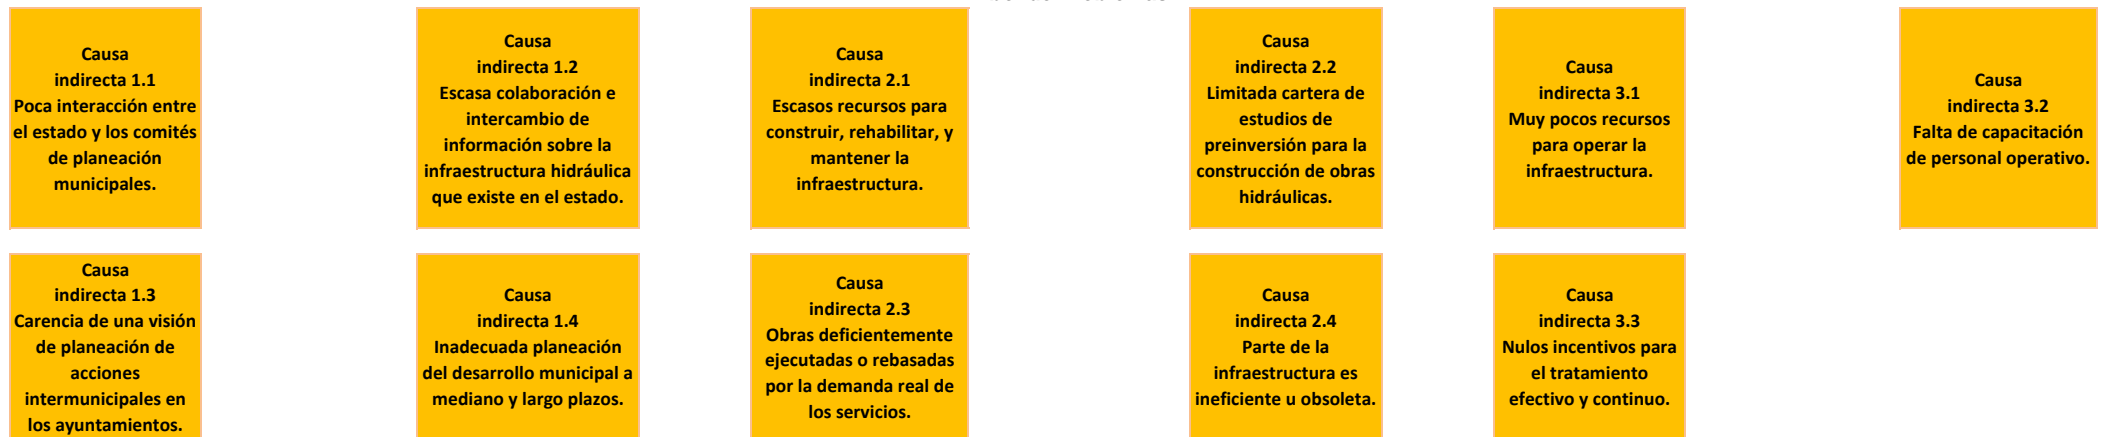 Causa
indirecta 1.1
Poca interacción entre
el estado y los comités
de planeación
municipales.
Causa
indirecta 1.2
Escasa colaboración e
intercambio de
información sobre la
infraestructura hidráulica
que existe en el estado.
Causa
indirecta 2.1
Escasos recursos para
construir, rehabilitar, y
mantener la
infraestructura.
Causa
indirecta 2.2
Limitada cartera de
estudios de
preinversión para la
construcción de obras
hidráulicas.
Causa
indirecta 3.1
Muy pocos recursos
para operar la
infraestructura.
Causa
indirecta 3.2
Falta de capacitación
de personal operativo.
Causa
indirecta 1.3
Carencia de una visión
de planeación de
acciones
intermunicipales en
los ayuntamientos.
Causa
indirecta 1.4
Inadecuada planeación
del desarrollo municipal a
mediano y largo plazos.
Causa
indirecta 2.3
Obras deficientemente
ejecutadas o rebasadas
por la demanda real de
los servicios.
Causa
indirecta 2.4
Parte de la
infraestructura es
ineficiente u obsoleta.
Causa
indirecta 3.3
Nulos incentivos para
el tratamiento
efectivo y continuo.